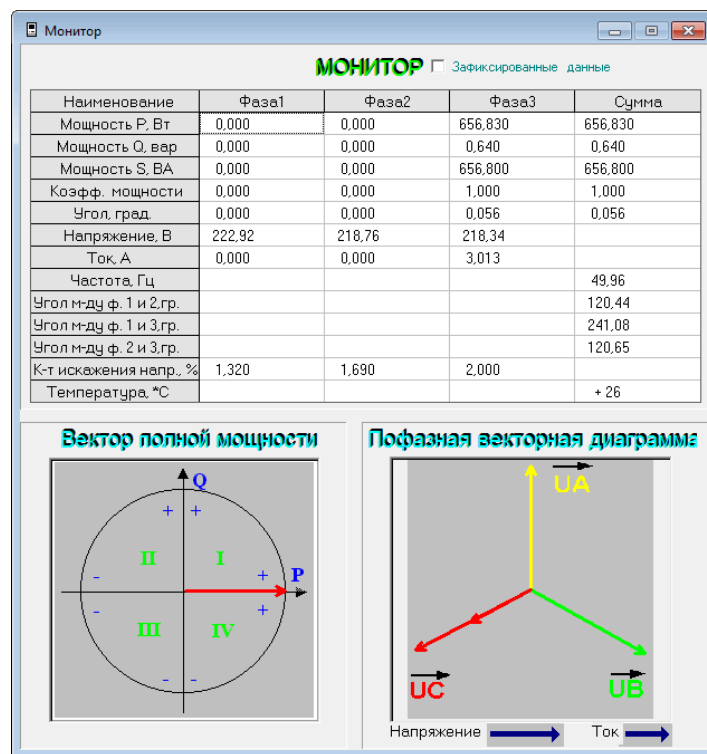 Монитор
МОНИТОР Зафиксированные данные
Наименование Фаза1 Фаза2 Фаза3 Сумма
Мощность P, Вт 0,000 0,000 656,830 656,830
Мощность Q, вар 0,000 0,000 0,640 0,640
Мощность S, ВА 0,000 0,000 656,800 656,800
Коэфф. мощности 0,000 0,000 1,000 1,000
Угол, град. 0,000 0,000 0,056 0,056
Напряжение, В 222,92 218,76 218,34
Ток, А 0,000 0,000 3,013
Частота, Гц 49,96
Угол м-ду ф. 1 и 2,гр. 120,44
Угол м-ду ф. 1 и 3,гр. 241,08
Угол м-ду ф. 2 и 3,гр. 120,65
К-т искажения напр., % 1,320 1,690 2,000
Температура, *С + 26
Вектор полной мощности
Q
+ +
II I
- + P
- +
III IV
- -
Пофазная векторная диаграмма
UA
UC UB
Напряжение Ток